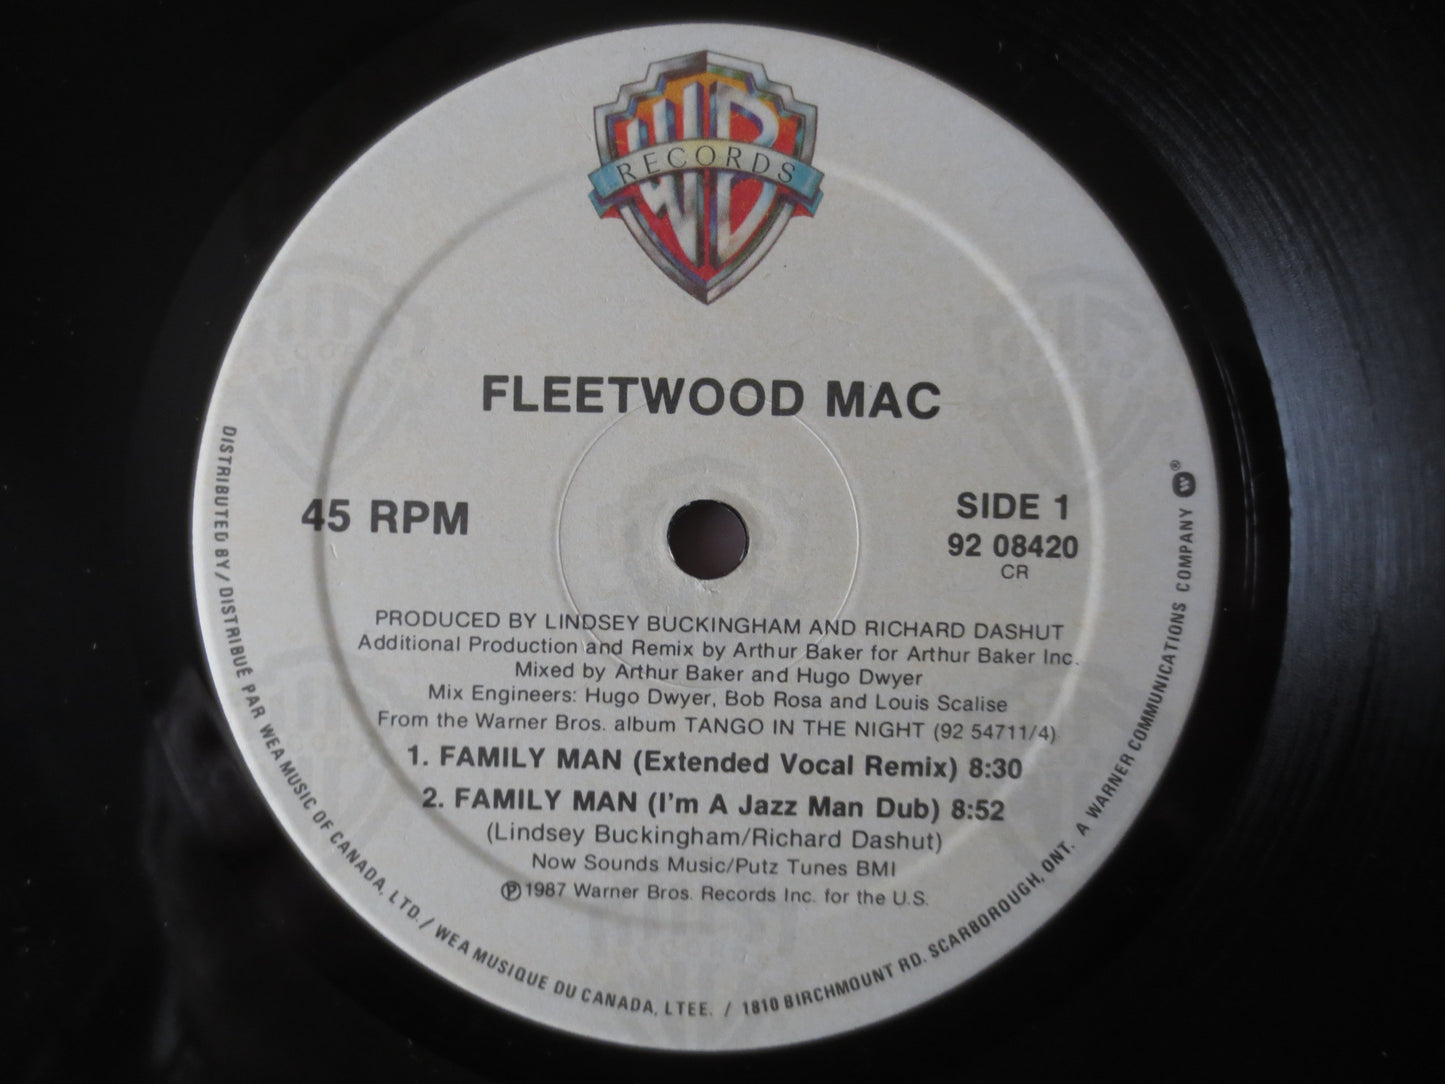 WB
RECORDS
FLEETWOOD MAC
45 RPM
SIDE 1
92 08420
CR
PRODUCED BY LINDSEY BUCKINGHAM AND RICHARD DASHUT
Additional Production and Remix by Arthur Baker for Arthur Baker Inc.
Mixed by Arthur Baker and Hugo Dwyer
Mix Engineers: Hugo Dwyer, Bob Rosa and Louis Scalise
From the Warner Bros. album TANGO IN THE NIGHT (92 54711/4)
1. FAMILY MAN (Extended Vocal Remix) 8:30
2. FAMILY MAN (I'm A Jazz Man Dub) 8:52
(Lindsey Buckingham/Richard Dashut)
Now Sounds Music/Putz Tunes BMI
℗1987 Warner Bros. Records Inc. for the U.S.
DISTRIBUTED BY/DISTRIBUÉ PAR WEA MUSIC OF CANADA, LTD./WEA MUSIQUE DU CANADA, LTEE. / 1810 BIRCHMOUNT RD. SCARBOROUGH, ONT. A WARNER COMMUNICATIONS COMPANY W®